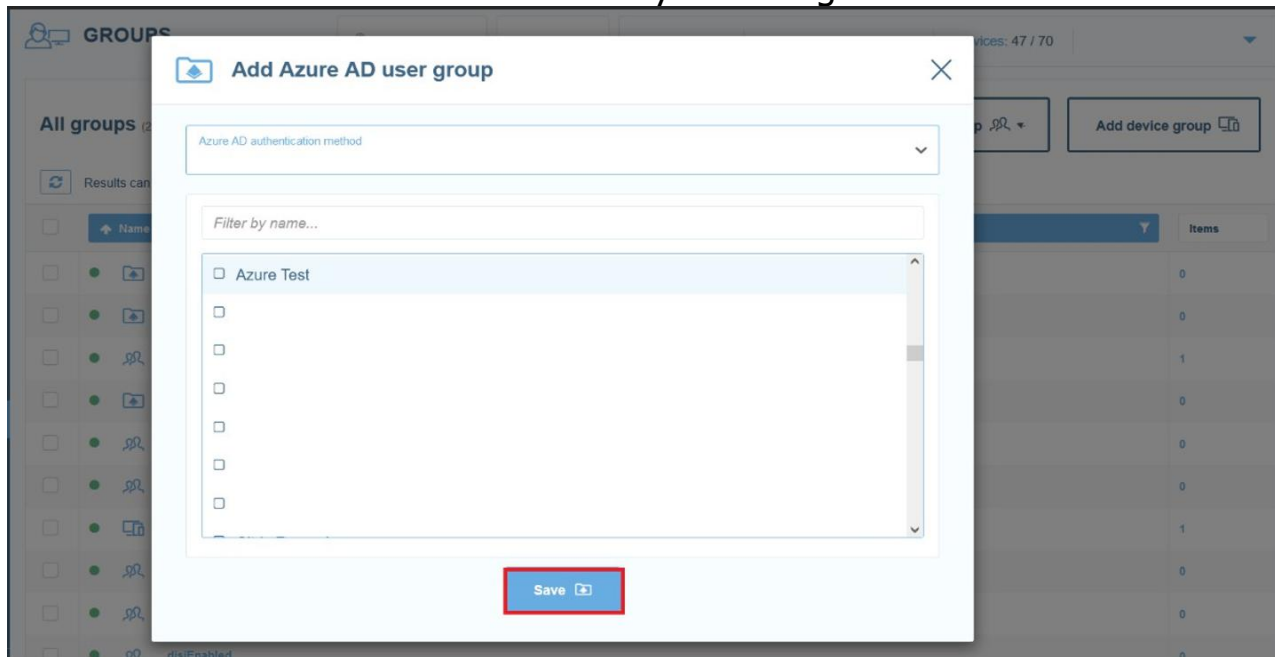 GROUPS
vices: 47 / 70
Add Azure AD user group
All groups
Add device group
Azure AD authentication method
Results can
Filter by name...
Name
Items
Azure Test
0
0
1
0
0
0
1
0
0
Save
disiEnabled